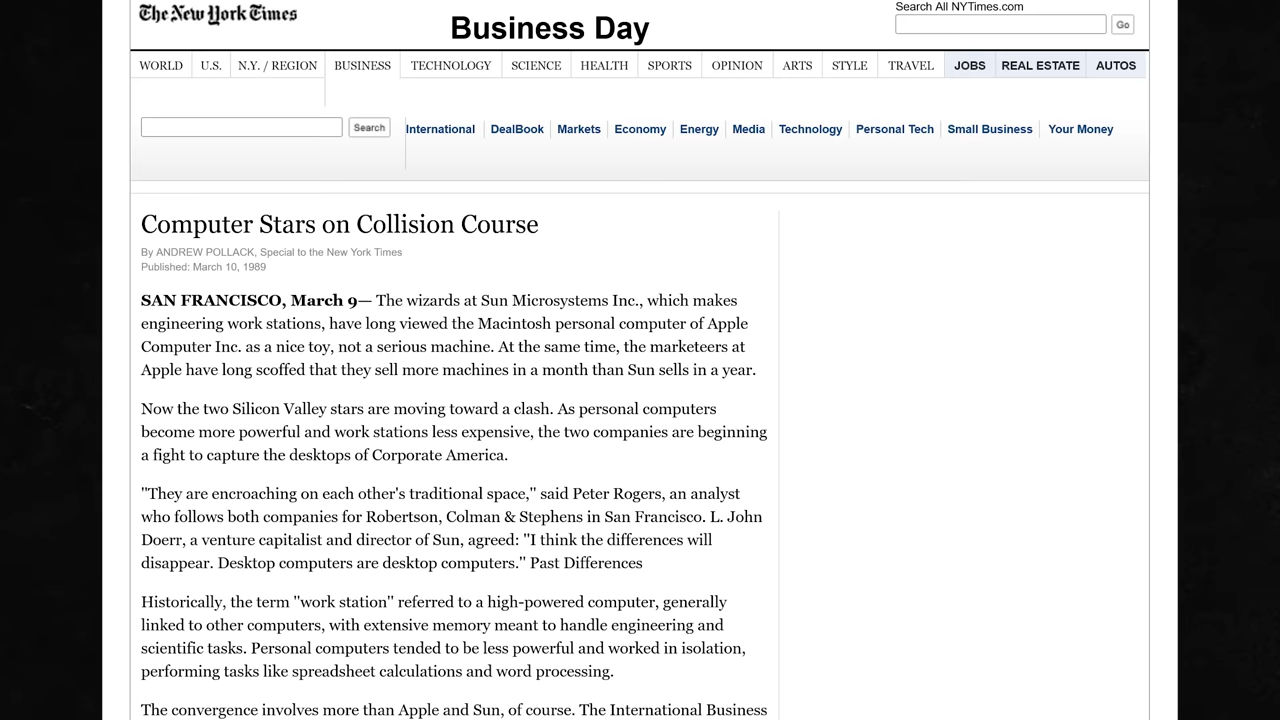 The New York Times
Business Day
Search All NYTimes.com
Go
WORLD U.S. N.Y. / REGION BUSINESS TECHNOLOGY SCIENCE HEALTH SPORTS OPINION ARTS STYLE TRAVEL JOBS REAL ESTATE AUTOS
Search International DealBook Markets Economy Energy Media Technology Personal Tech Small Business Your Money
Computer Stars on Collision Course
By ANDREW POLLACK, Special to the New York Times
Published: March 10, 1989
SAN FRANCISCO, March 9— The wizards at Sun Microsystems Inc., which makes
engineering work stations, have long viewed the Macintosh personal computer of Apple
Computer Inc. as a nice toy, not a serious machine. At the same time, the marketeers at
Apple have long scoffed that they sell more machines in a month than Sun sells in a year.
Now the two Silicon Valley stars are moving toward a clash. As personal computers
become more powerful and work stations less expensive, the two companies are beginning
a fight to capture the desktops of Corporate America.
''They are encroaching on each other's traditional space,'' said Peter Rogers, an analyst
who follows both companies for Robertson, Colman & Stephens in San Francisco. L. John
Doerr, a venture capitalist and director of Sun, agreed: ''I think the differences will
disappear. Desktop computers are desktop computers.'' Past Differences
Historically, the term ''work station'' referred to a high-powered computer, generally
linked to other computers, with extensive memory meant to handle engineering and
scientific tasks. Personal computers tended to be less powerful and worked in isolation,
performing tasks like spreadsheet calculations and word processing.
The convergence involves more than Apple and Sun, of course. The International Business